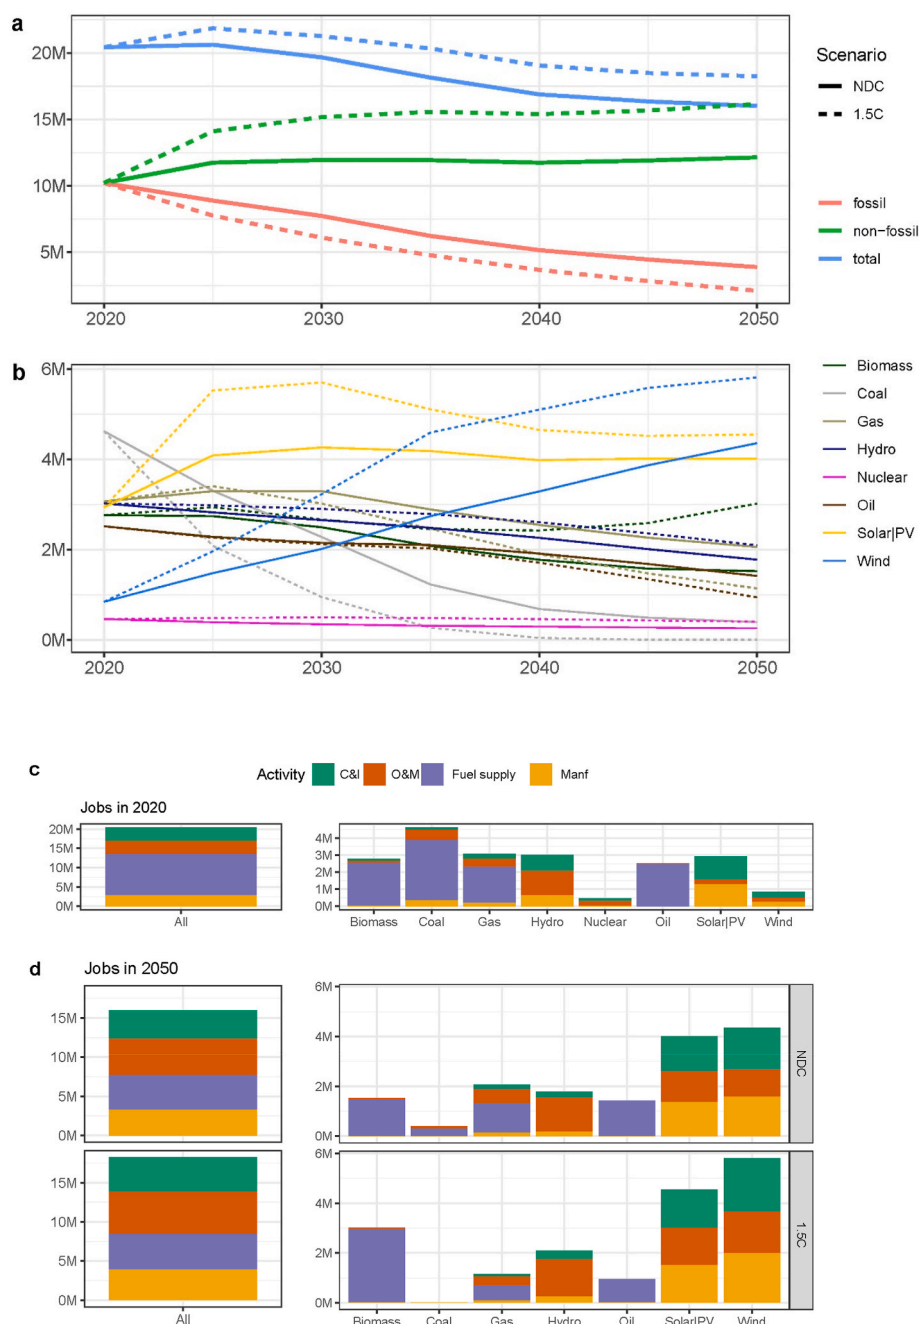 a
20M
15M
10M
5M
2020
2030
2040
2050
Scenario
NDC
1.5C
fossil
non-fossil
total
b
6M
4M
2M
0M
2020
2030
2040
2050
Biomass
Coal
Gas
Hydro
Nuclear
Oil
Solar|PV
Wind
c
Activity C&I O&M Fuel supply Manf
Jobs in 2020
20M
15M
10M
5M
0M
All
4M
3M
2M
1M
0M
Biomass Coal Gas Hydro Nuclear Oil Solar|PV Wind
d
Jobs in 2050
15M
10M
5M
0M
6M
4M
2M
0M
NDC
15M
10M
5M
0M
All
6M
4M
2M
0M
1.5C
Biomass Coal Gas Hydro Oil Solar|PV Wind